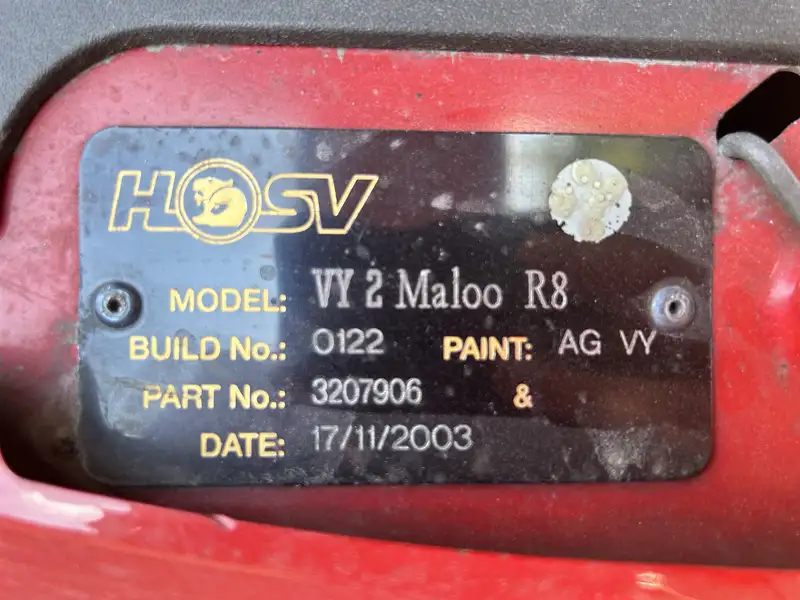 HSV
MODEL: VY 2 Maloo R8
BUILD No.: 0122 PAINT: AG VY
PART No.: 3207906 &
DATE: 17/11/2003